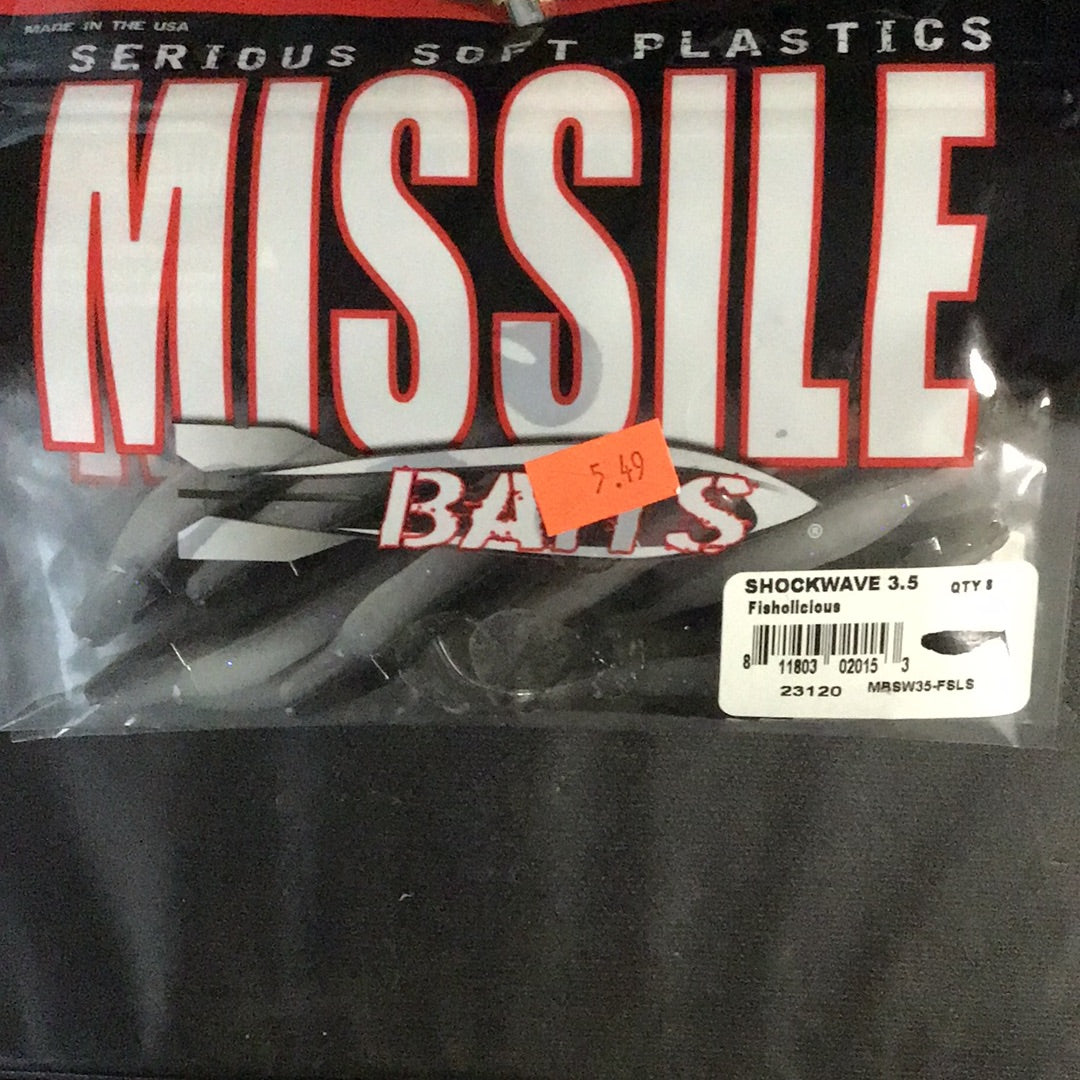 MADE IN THE USA
SERIOUS SOFT PLASTICS
MISSILE
BAITS
5.49
®
SHOCKWAVE 3.5 QTY 8
Fisholicious
8 11803 02015 3
23120 MBSW35-FSLS